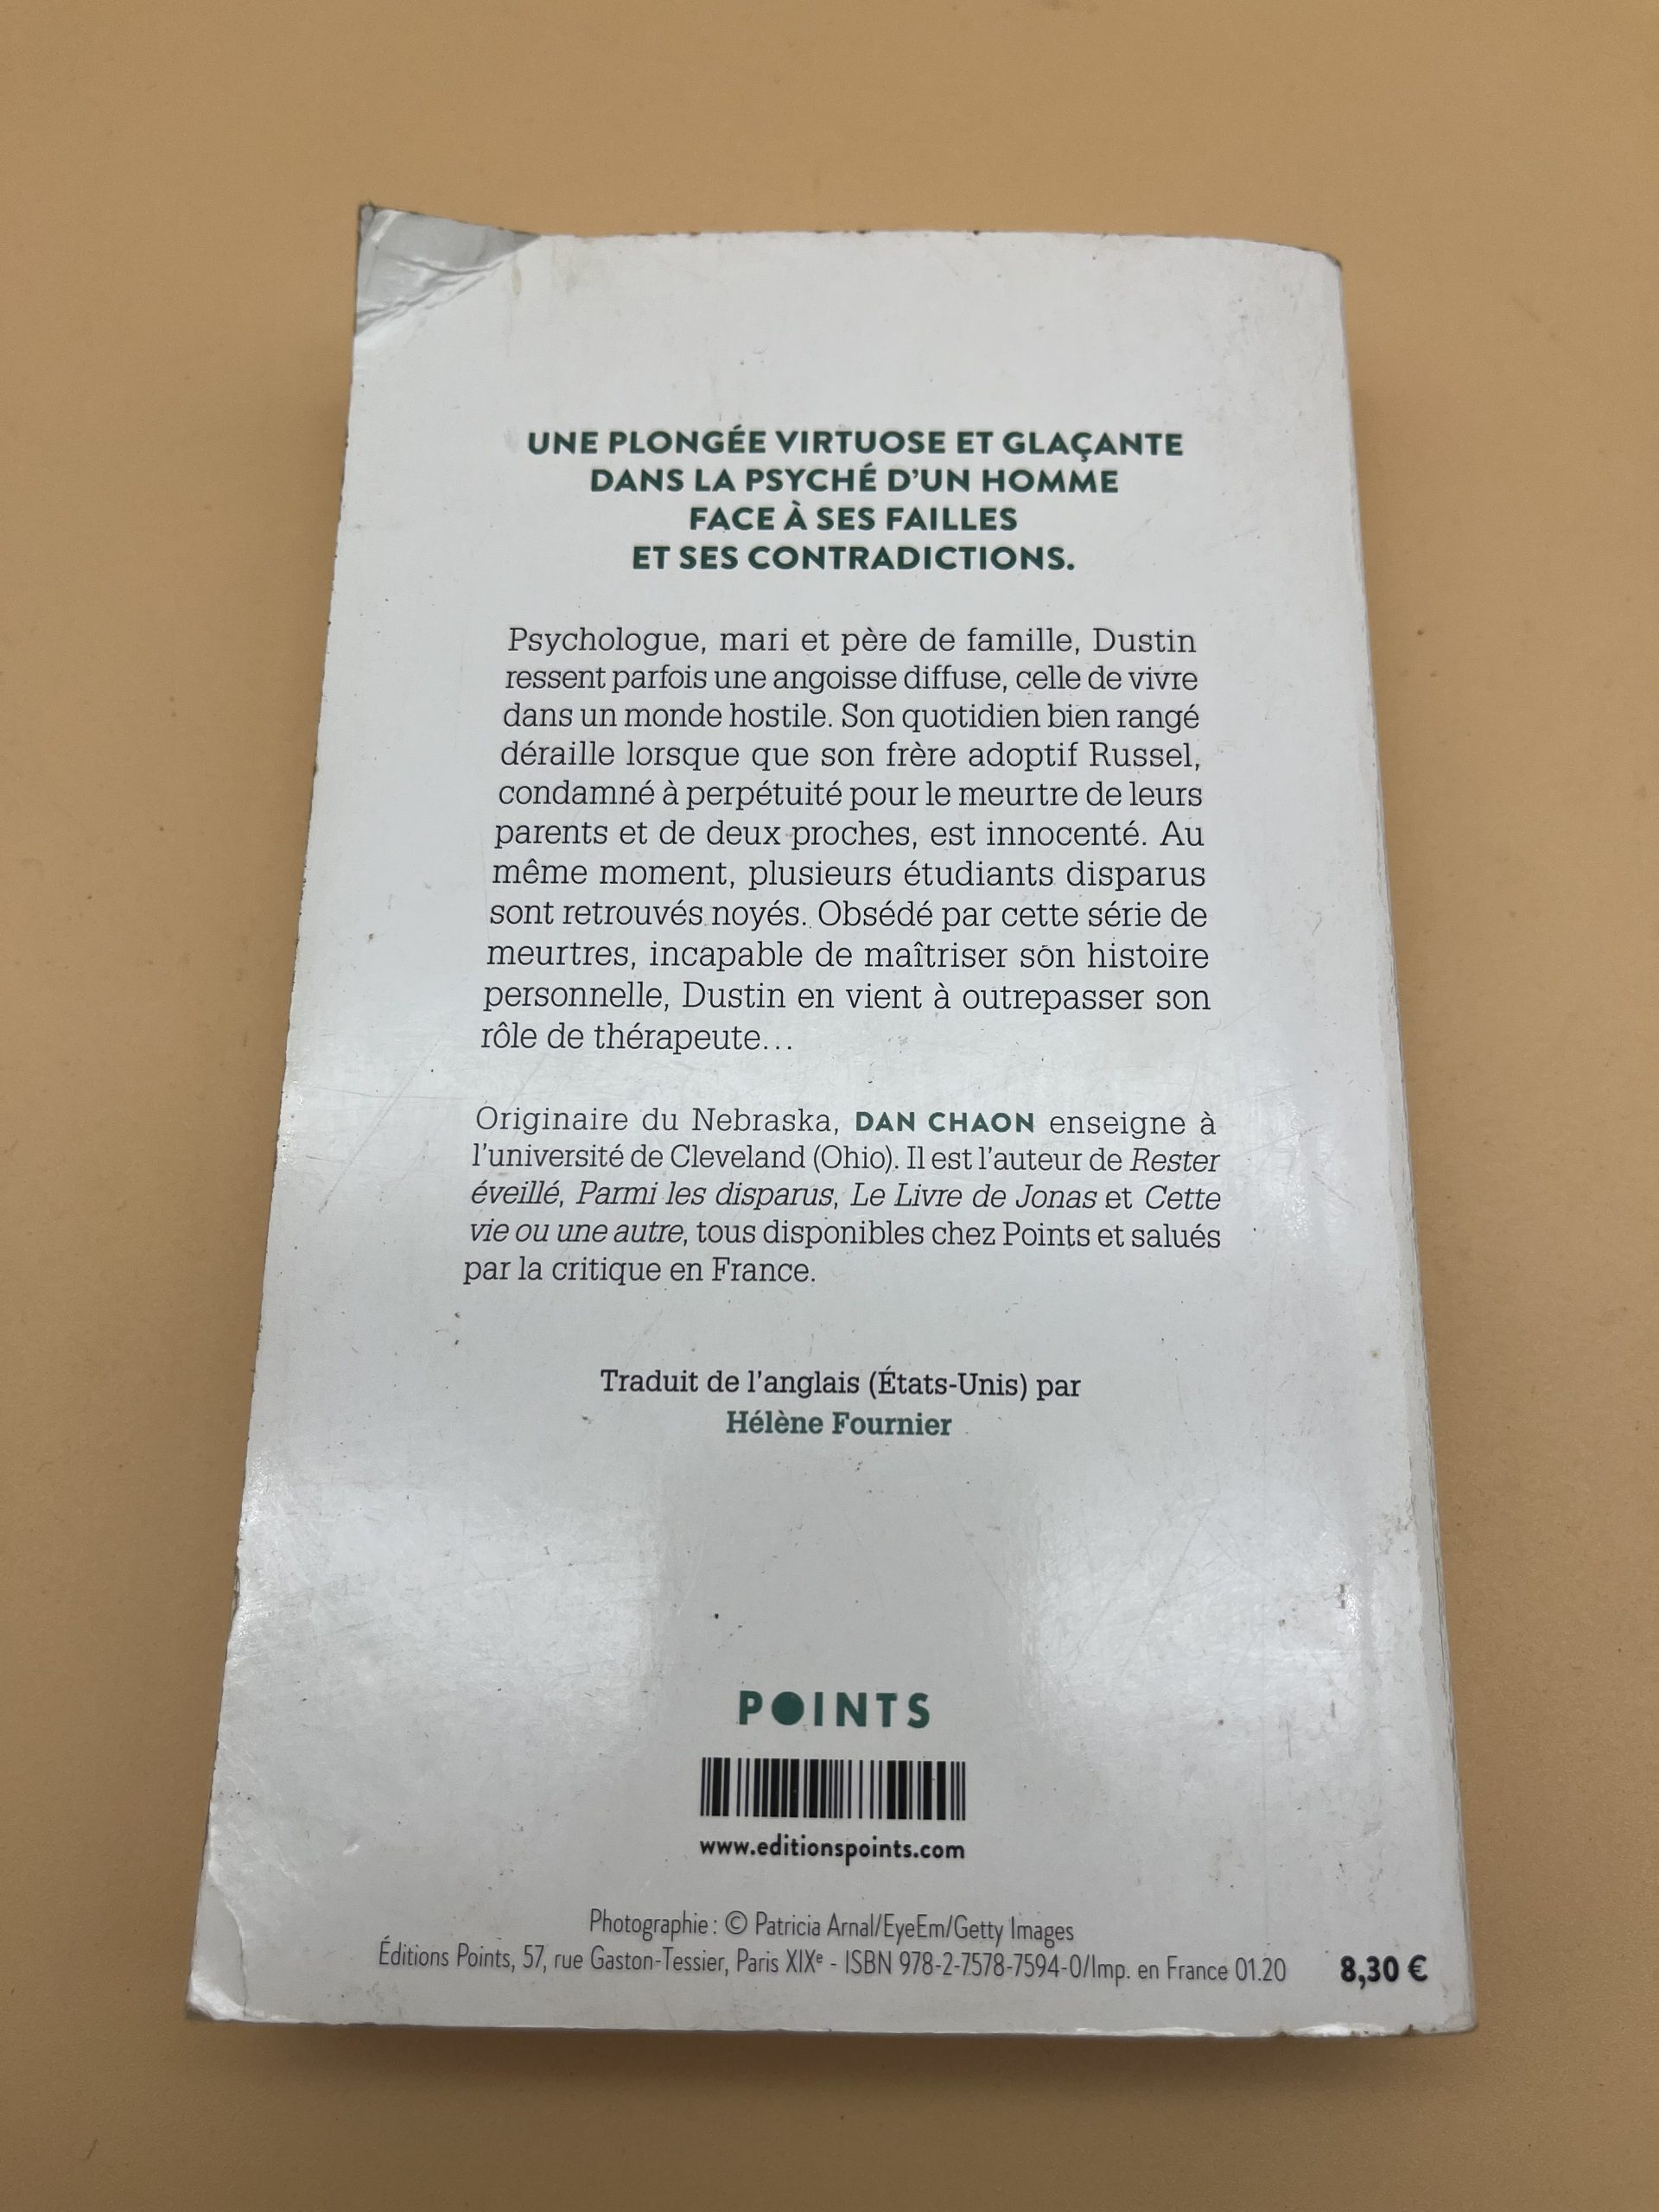 UNE PLONGÉE VIRTUOSE ET GLAÇANTE
DANS LA PSYCHÉ D'UN HOMME
FACE À SES FAILLES
ET SES CONTRADICTIONS.
Psychologue, mari et père de famille, Dustin
ressent parfois une angoisse diffuse, celle de vivre
dans un monde hostile. Son quotidien bien rangé
déraille lorsque que son frère adoptif Russel,
condamné à perpétuité pour le meurtre de leurs
parents et de deux proches, est innocenté. Au
même moment, plusieurs étudiants disparus
sont retrouvés noyés. Obsédé par cette série de
meurtres, incapable de maîtriser son histoire
personnelle, Dustin en vient à outrepasser son
rôle de thérapeute...
Originaire du Nebraska, DAN CHAON enseigne à
l'université de Cleveland (Ohio). Il est l'auteur de Rester
éveillé, Parmi les disparus, Le Livre de Jonas et Cette
vie ou une autre, tous disponibles chez Points et salués
par la critique en France.
Traduit de l'anglais (États-Unis) par
Hélène Fournier
POINTS
www.editionspoints.com
Photographie : © Patricia Arnal/EyeEm/Getty Images
Éditions Points, 57, rue Gaston-Tessier, Paris XIXe - ISBN 978-2-7578-7594-0/Imp. en France 01.20 8,30 €